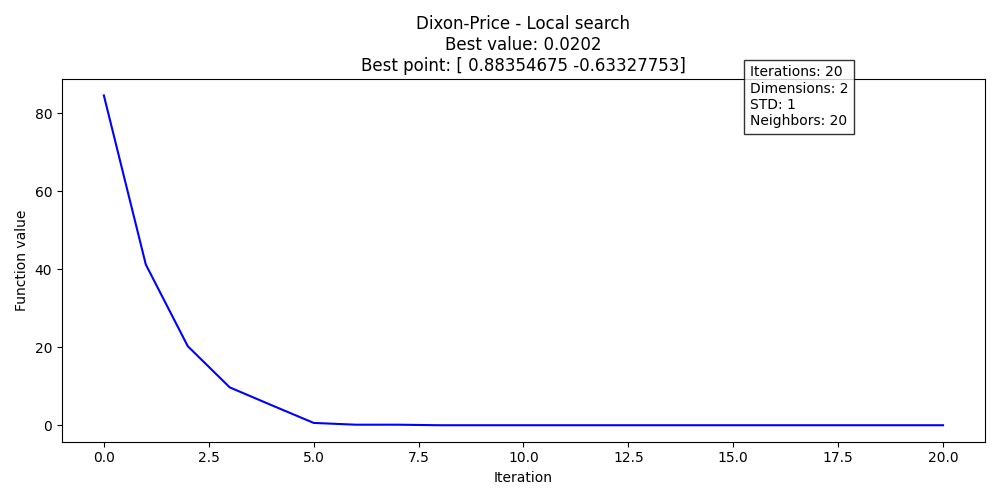 Dixon-Price - Local search
Best value: 0.0202
Best point: [ 0.88354675 -0.63327753]
Iterations: 20
Dimensions: 2
STD: 1
Neighbors: 20
80
60
40
20
0
Function value
0.0 2.5 5.0 7.5 10.0 12.5 15.0 17.5 20.0
Iteration